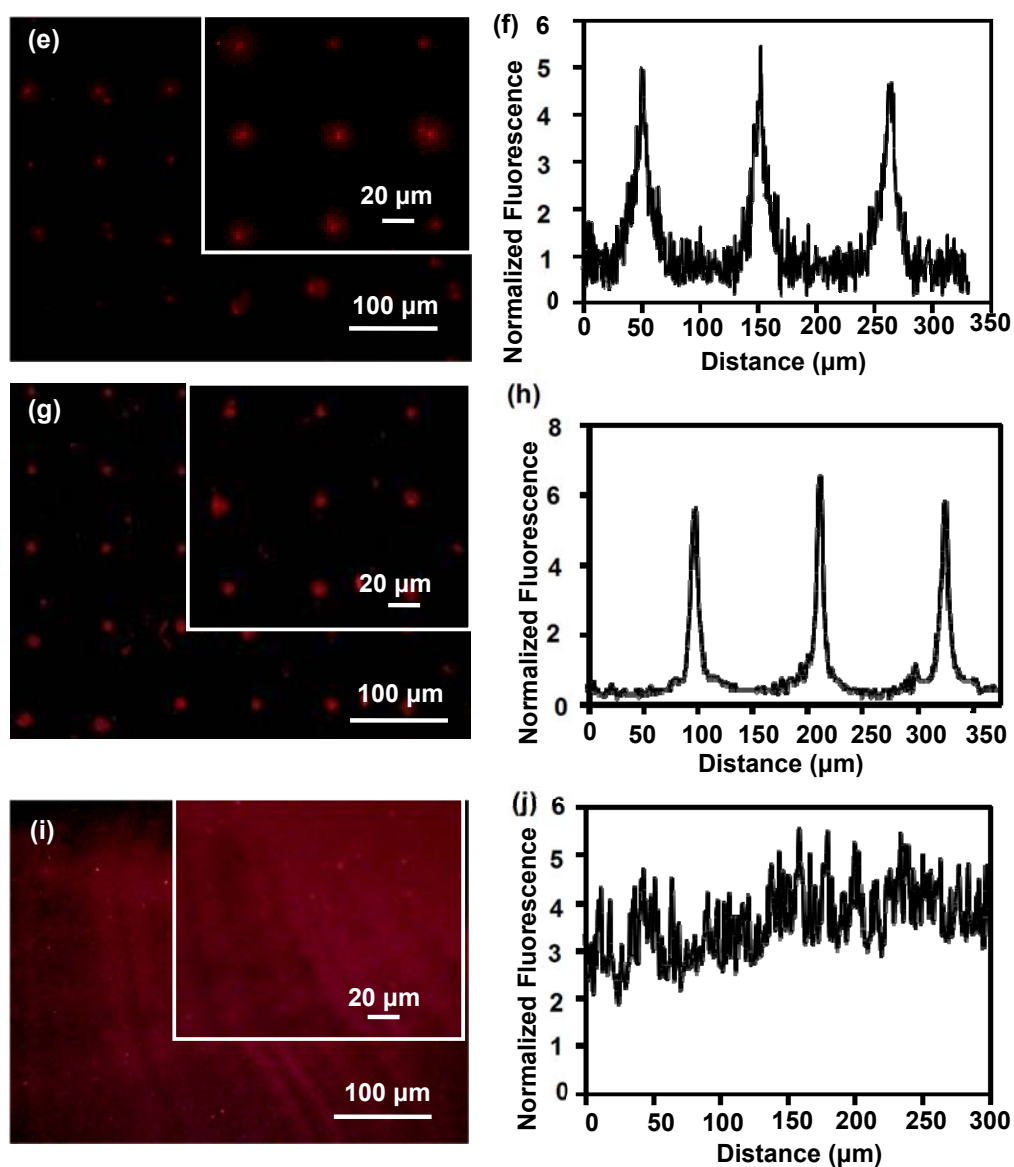 (e)
20 µm
100 µm
(f)
Normalized Fluorescence
6
5
4
3
2
1
0
0 50 100 150 200 250 300 350
Distance (µm)
(g)
20 µm
100 µm
(h)
Normalized Fluorescence
8
6
4
2
0
0 50 100 150 200 250 300 350
Distance (µm)
(i)
20 µm
100 µm
(j)
Normalized Fluorescence
6
5
4
3
2
1
0
0 50 100 150 200 250 300
Distance (µm)